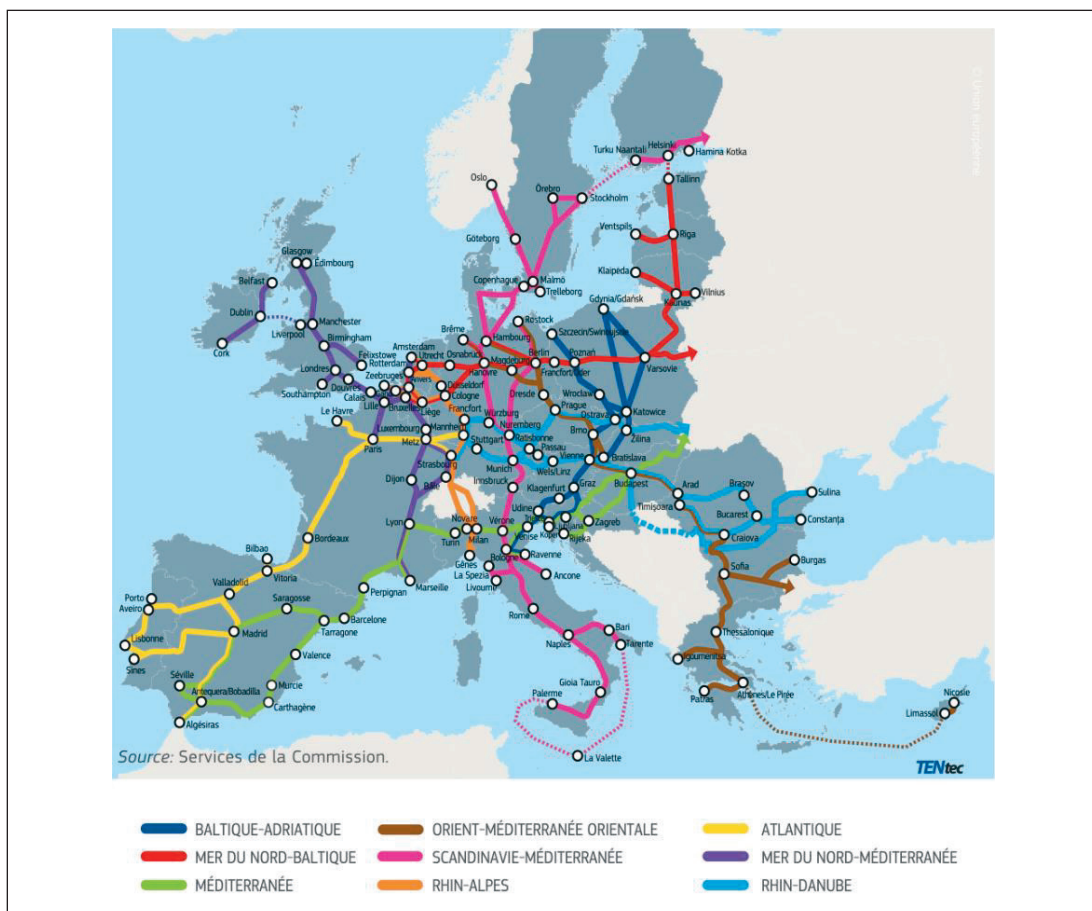 © Union européenne
Turku Naantali
Helsinki
Hamina Kotka
Oslo
Örebro
Stockholm
Tallinn
Göteborg
Ventspils
Riga
Glasgow
Édimbourg
Belfast
Copenhague
Malmö
Trelleborg
Klaipėda
Vilnius
Kaunas
Gdynia/Gdańsk
Dublin
Manchester
Liverpool
Birmingham
Cork
Rostock
Szczecin/Swinoujscie
Brême
Hambourg
Amsterdam
Felixstowe
Rotterdam
Utrecht
Osnabruck
Berlin
Poznań
Magdeburg
Hanovre
Francfort/Oder
Varsovie
Londres
Zeebruges
Anvers
Düsseldorf
Southampton
Douvres
Calais
Cologne
Dresde
Wrocław
Lille
Bruxelles
Liège
Francfort
Prague
Katowice
Le Havre
Würzburg
Ostrava
Luxembourg
Mannheim
Nuremberg
Brno
Žilina
Metz
Paris
Stuttgart
Ratisbonne
Passau
Strasbourg
Vienne
Bratislava
Munich
Wels/Linz
Dijon
Bâle
Innsbruck
Budapest
Klagenfurt
Graz
Arad
Braşov
Sulina
Udine
Timişoara
Lyon
Novare
Vérone
Ljubljana
Zagreb
Bucarest
Constanţa
Turin
Milan
Venise
Koper
Rijeka
Craiova
Bordeaux
Bologne
Ravenne
Bilbao
Gênes
La Spezia
Sofia
Burgas
Vitoria
Livourne
Ancone
Valladolid
Marseille
Perpignan
Porto
Aveiro
Saragosse
Barcelone
Rome
Madrid
Tarragone
Bari
Thessalonique
Lisbonne
Naples
Tarente
Sines
Valence
Igoumenitsa
Séville
Murcie
Gioia Tauro
Antequera/Bobadilla
Palerme
Athènes/Le Pirée
Nicosie
Patras
Carthagène
Limassol
Algésiras
Source: Services de la Commission.
La Valette
TENtec
BALTIQUE-ADRIATIQUE
ORIENT-MÉDITERRANÉE ORIENTALE
ATLANTIQUE
MER DU NORD-BALTIQUE
SCANDINAVIE-MÉDITERRANÉE
MER DU NORD-MÉDITERRANÉE
MÉDITERRANÉE
RHIN-ALPES
RHIN-DANUBE